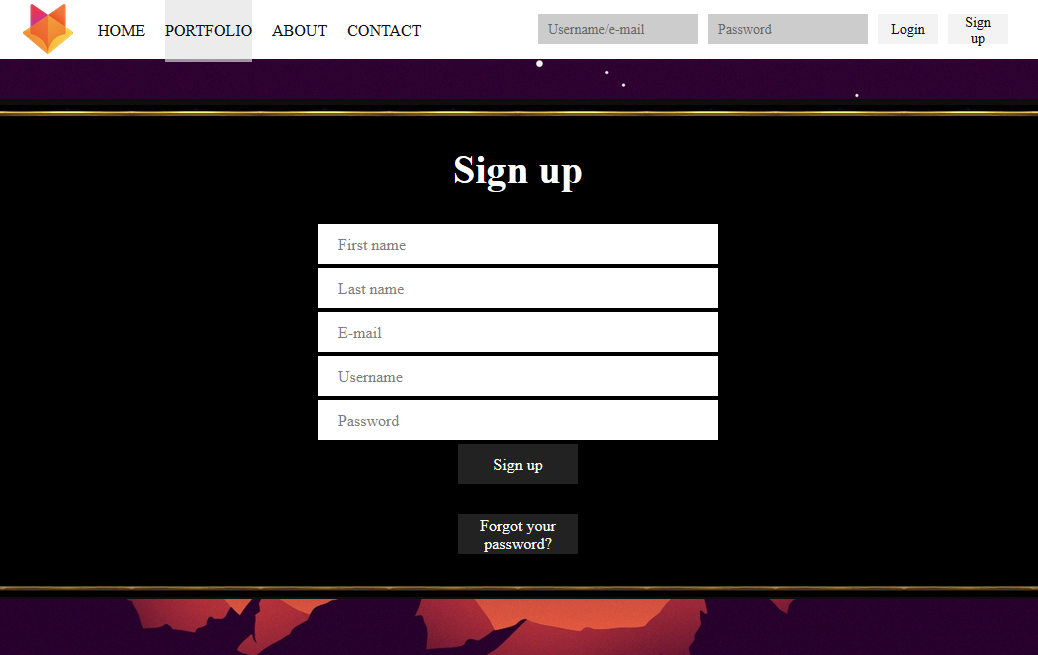 HOME PORTFOLIO ABOUT CONTACT Username/e-mail Password Login Sign
up
Sign up
First name
Last name
E-mail
Username
Password
Sign up
Forgot your
password?